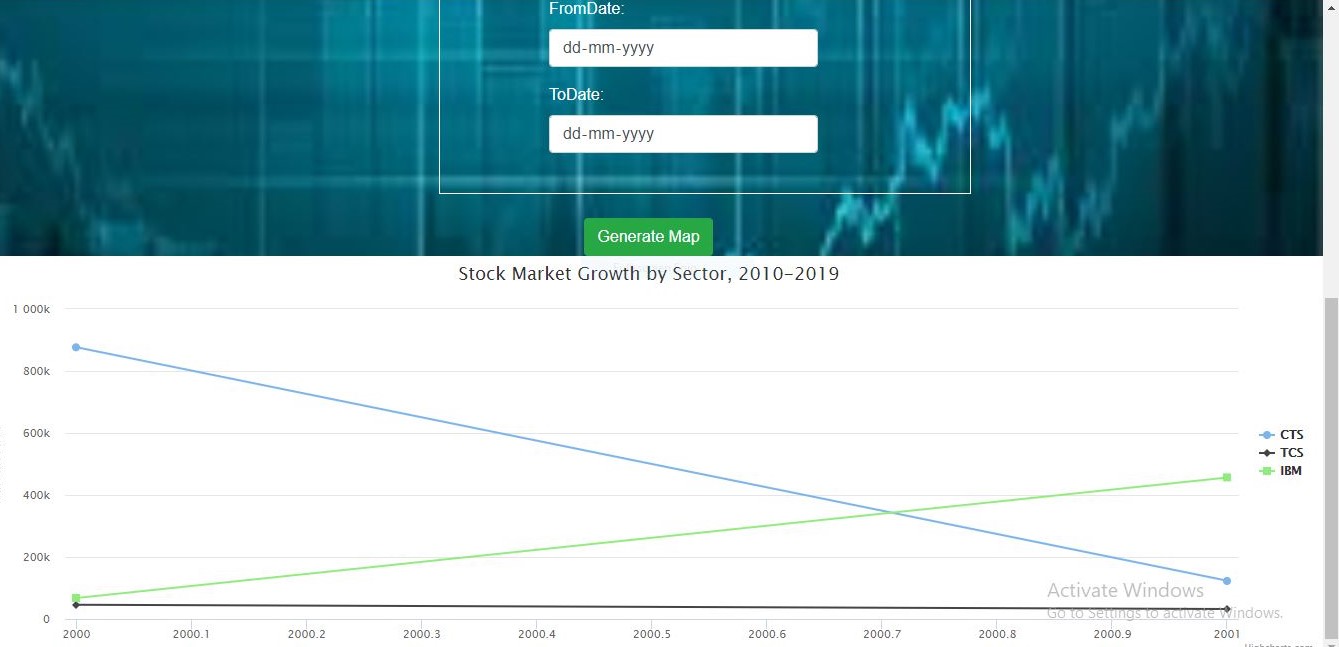 FromDate:
dd-mm-yyyy
ToDate:
dd-mm-yyyy
Generate Map
Stock Market Growth by Sector, 2010-2019
1 000k
800k
600k
400k
200k
0
CTS
TCS
IBM
Activate Windows
Go to Settings to activate Windows.
2000 2000.1 2000.2 2000.3 2000.4 2000.5 2000.6 2000.7 2000.8 2000.9 2001
Highcharts.com